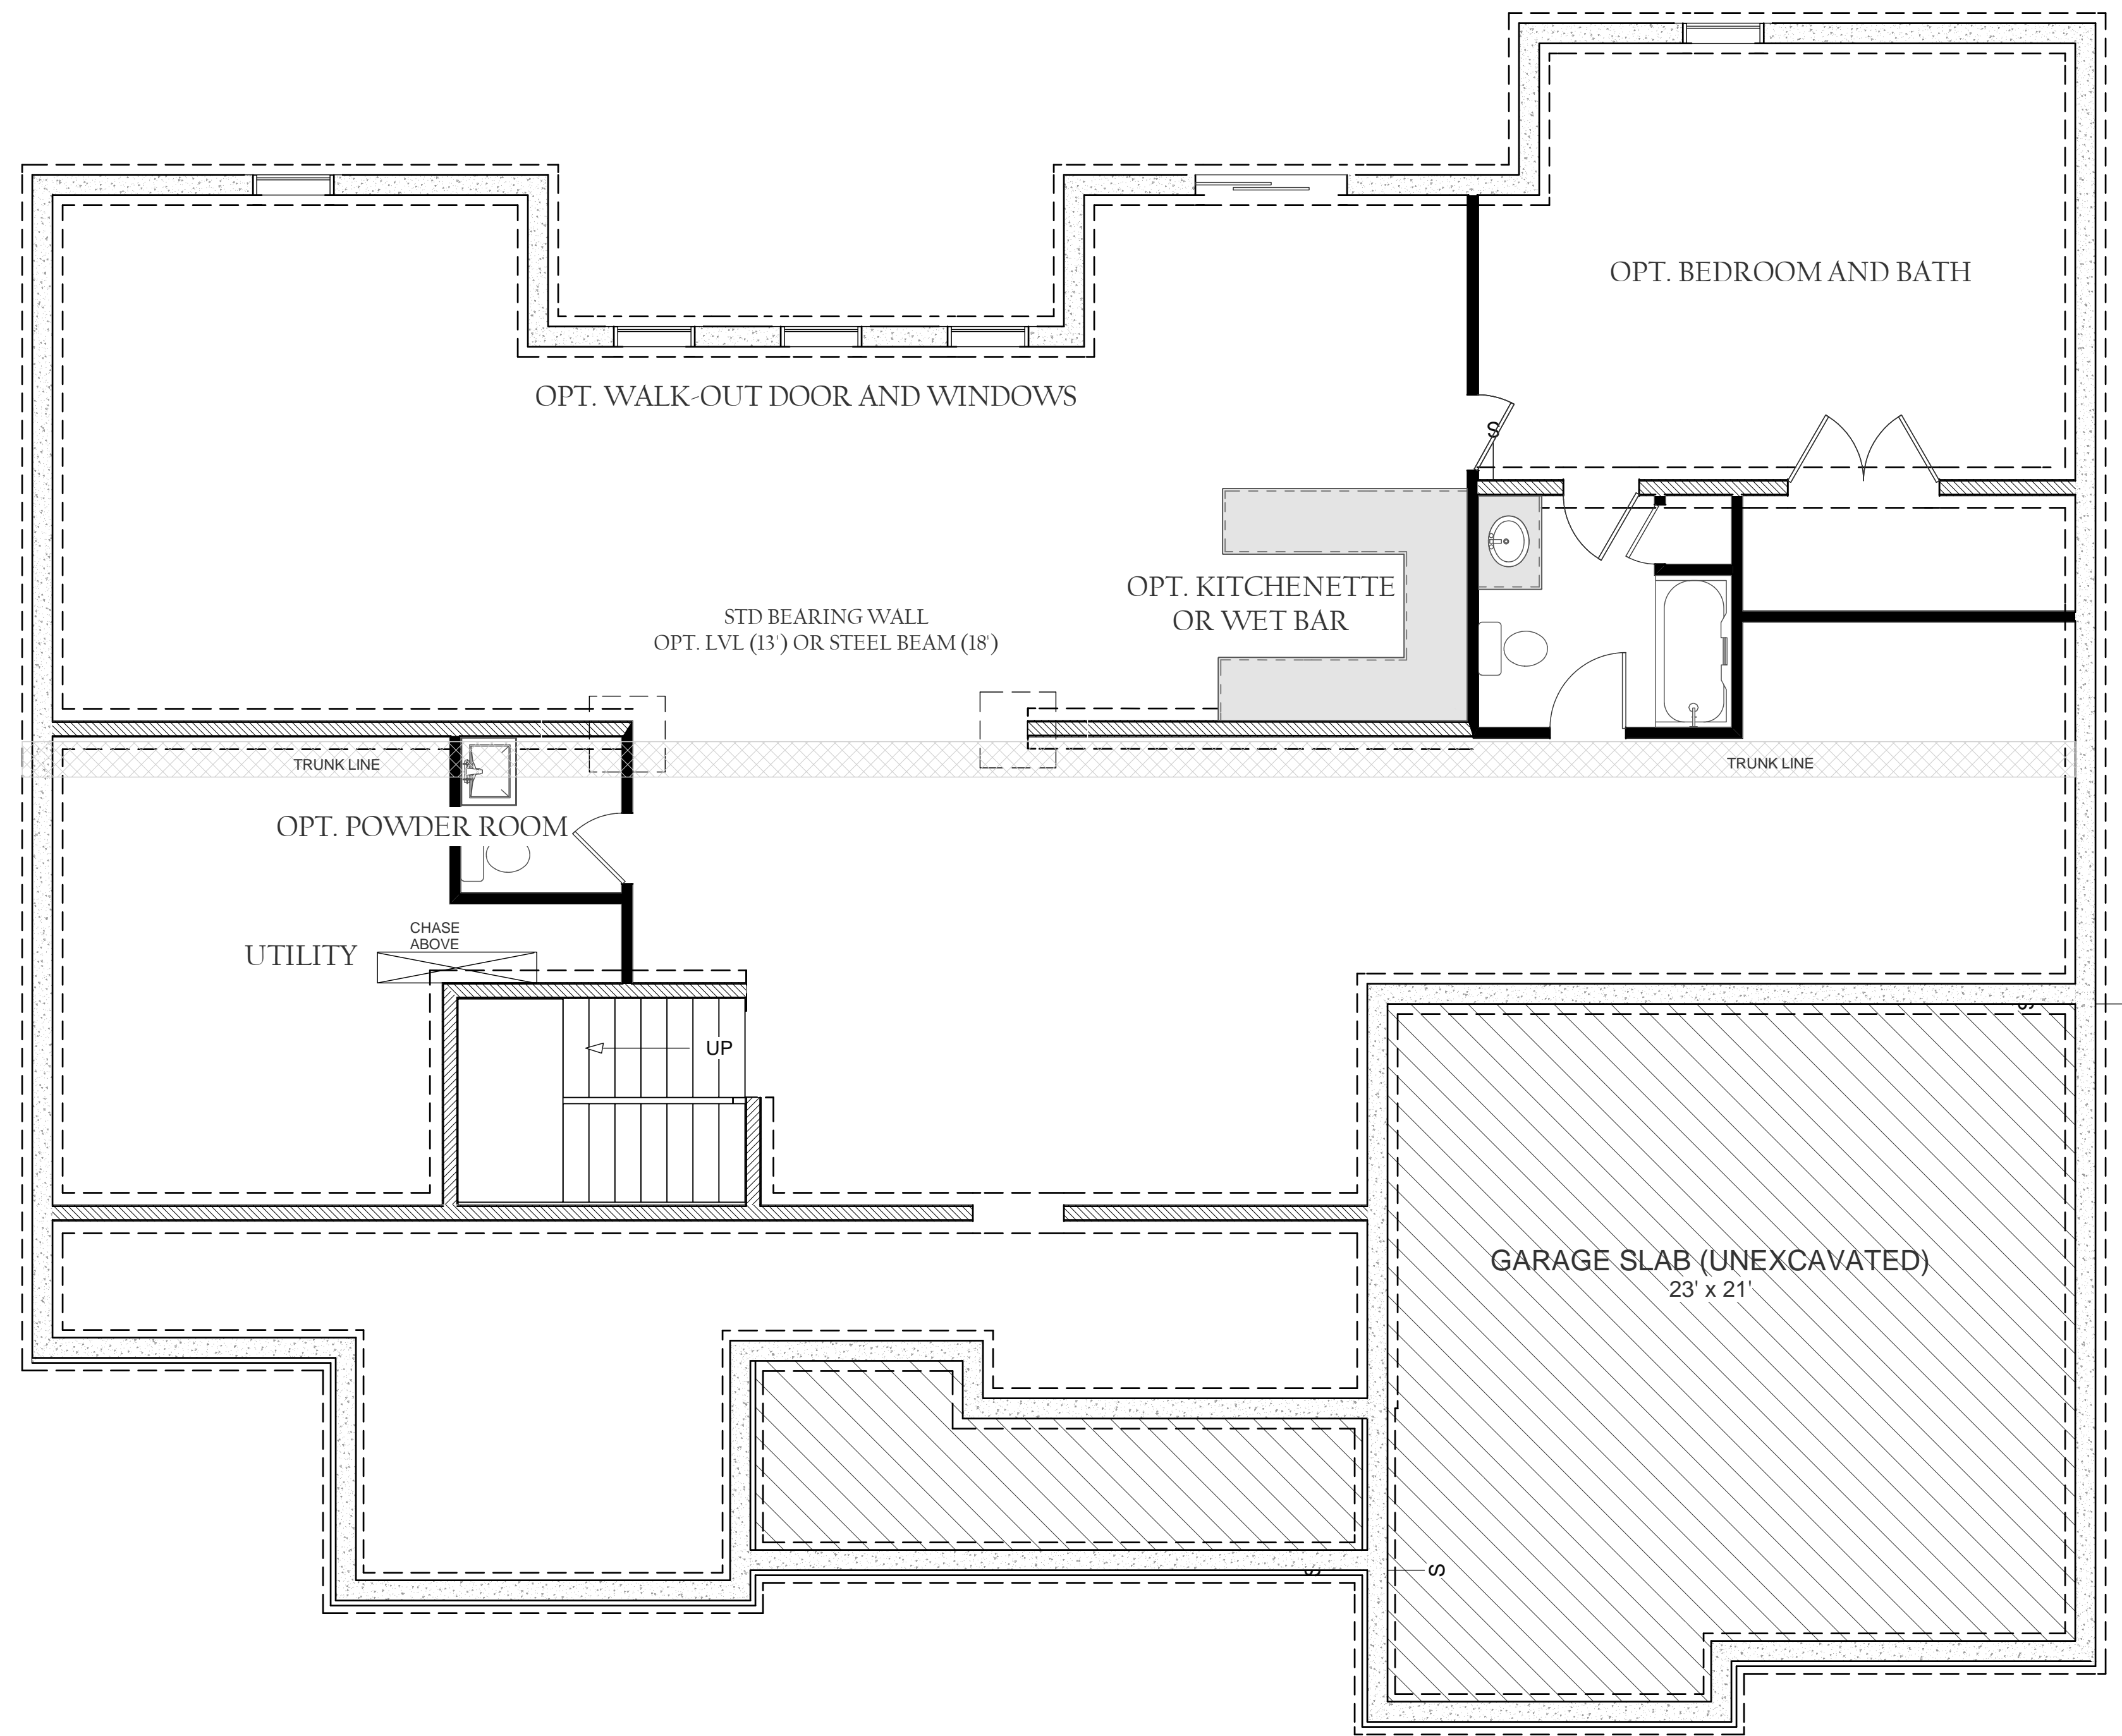 OPT. BEDROOM AND BATH
OPT. WALK-OUT DOOR AND WINDOWS
S
OPT. KITCHENETTE
OR WET BAR
STD BEARING WALL
OPT. LVL (13') OR STEEL BEAM (18')
TRUNK LINE
TRUNK LINE
OPT. POWDER ROOM
CHASE
ABOVE
UTILITY
S
UP
GARAGE SLAB (UNEXCAVATED)
23' x 21'
S
S